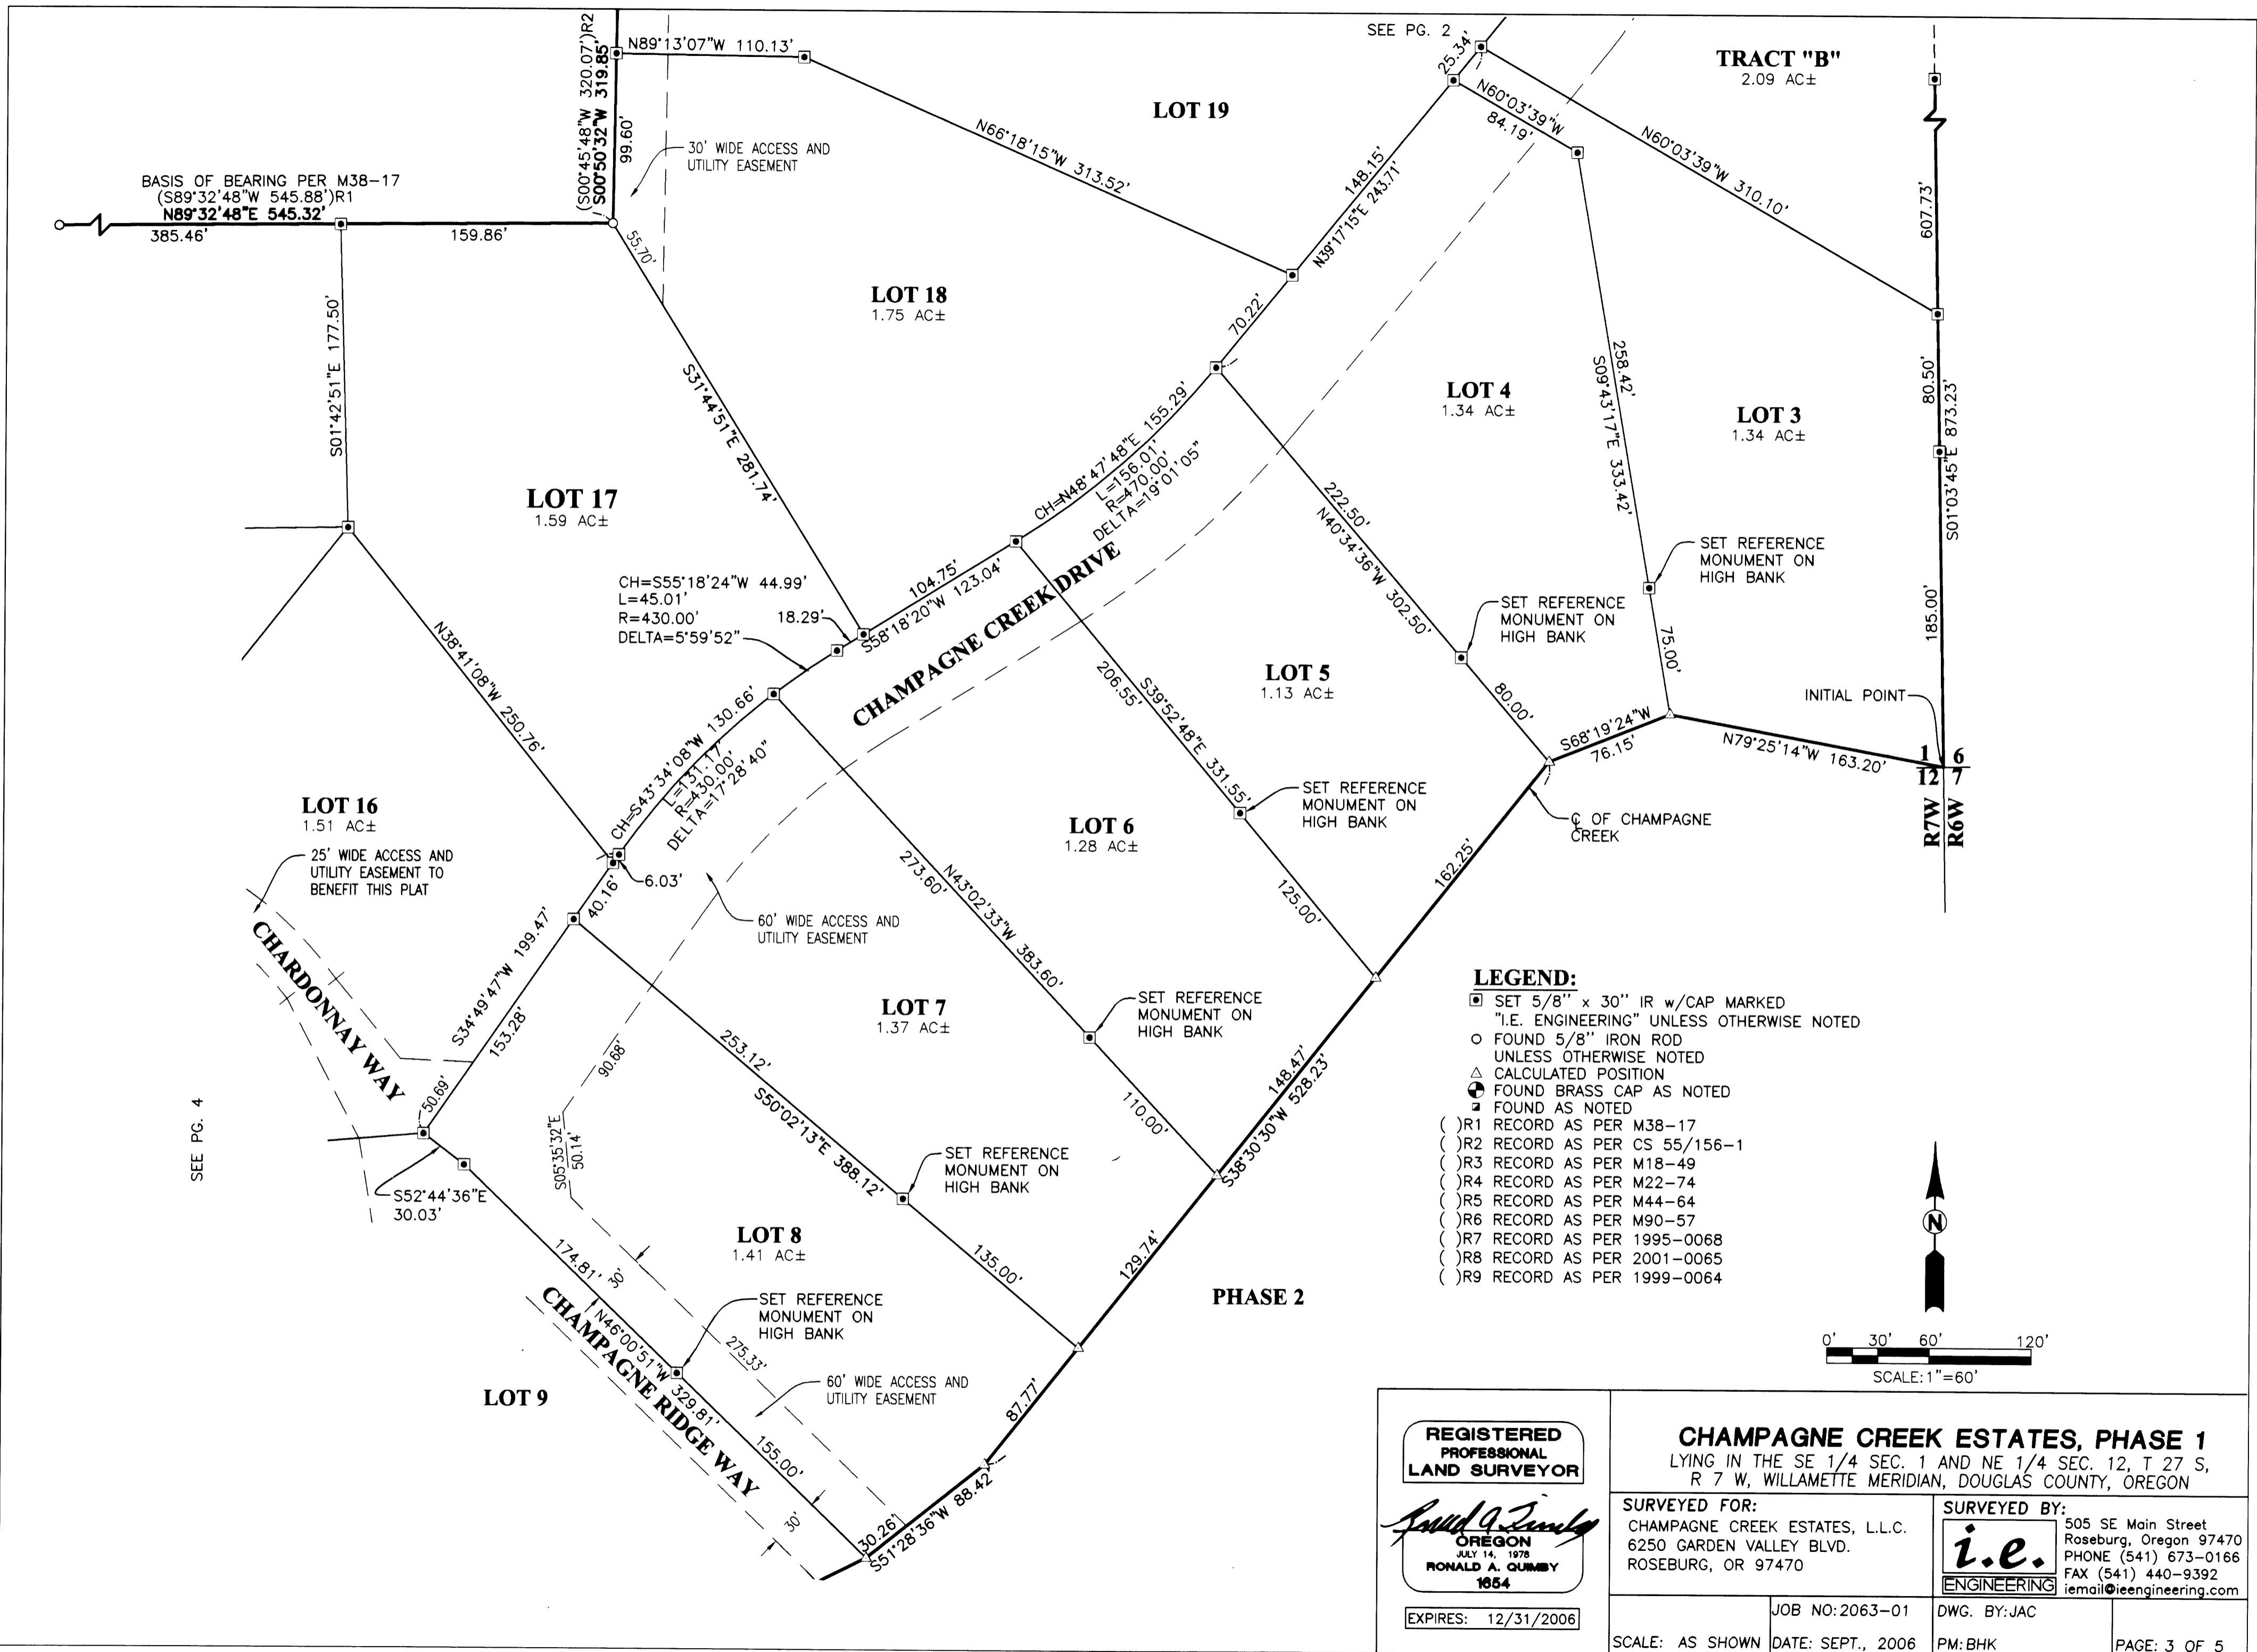 SEE PG. 2
(S00°45'48"W 320.07')R2
S00°50'32"W 319.85'
99.60'
N89°13'07"W 110.13'
30' WIDE ACCESS AND
UTILITY EASEMENT
LOT 19
N66°18'15"W 313.52'
25.34'
N60°03'39"W
84.19'
TRACT "B"
2.09 AC±
N60°03'39"W 310.10'
607.73'
148.15'
N39°17'15"E 243.71'
70.22'
BASIS OF BEARING PER M38-17
(S89°32'48"W 545.88')R1
N89°32'48"E 545.32'
385.46'
159.86'
55.70'
LOT 18
1.75 AC±
S01°42'51"E 177.50'
S31°44'51"E 281.74'
LOT 17
1.59 AC±
CH=N48°47'48"E 155.29'
L=156.01'
R=470.00'
DELTA=19°01'05"
LOT 4
1.34 AC±
258.42'
S09°43'17"E 333.42'
LOT 3
1.34 AC±
80.50'
S01°03'45"E 873.23'
185.00'
222.50'
N40°34'36"W 302.50'
SET REFERENCE
MONUMENT ON
HIGH BANK
SET REFERENCE
MONUMENT ON
HIGH BANK
75.00'
80.00'
CH=S55°18'24"W 44.99'
L=45.01'
R=430.00'
DELTA=5°59'52"
18.29'
104.75'
S58°18'20"W 123.04'
CHAMPAGNE CREEK DRIVE
N38°41'08"W 250.76'
CH=S43°34'08"W 130.66'
L=131.17'
R=430.00'
DELTA=17°28'40"
206.55'
S39°52'48"E 331.55'
LOT 5
1.13 AC±
S68°19'24"W
76.15'
INITIAL POINT
N79°25'14"W 163.20'
1 6
12 7
R7W
R6W
LOT 16
1.51 AC±
25' WIDE ACCESS AND
UTILITY EASEMENT TO
BENEFIT THIS PLAT
CHARDONNAY WAY
6.03'
40.16'
60' WIDE ACCESS AND
UTILITY EASEMENT
LOT 6
1.28 AC±
SET REFERENCE
MONUMENT ON
HIGH BANK
125.00'
℄ OF CHAMPAGNE
CREEK
162.25'
273.60'
N43°02'33"W 383.60'
S34°49'47"W 199.47'
153.28'
50.69'
LOT 7
1.37 AC±
SET REFERENCE
MONUMENT ON
HIGH BANK
110.00'
148.47'
S38°30'30"W 528.23'
253.12'
S50°02'13"E 388.12'
90.68'
S05°35'32"E
50.14'
SEE PG. 4
S52°44'36"E
30.03'
SET REFERENCE
MONUMENT ON
HIGH BANK
135.00'
129.74'
LOT 8
1.41 AC±
174.81'
30'
N46°00'51"W 329.81'
CHAMPAGNE RIDGE WAY
SET REFERENCE
MONUMENT ON
HIGH BANK
275.33'
60' WIDE ACCESS AND
UTILITY EASEMENT
155.00'
30'
LOT 9
PHASE 2
87.77'
30.26'
S51°28'36"W 88.42'
LEGEND:
SET 5/8'' x 30'' IR w/CAP MARKED
"I.E. ENGINEERING" UNLESS OTHERWISE NOTED
FOUND 5/8'' IRON ROD
UNLESS OTHERWISE NOTED
CALCULATED POSITION
FOUND BRASS CAP AS NOTED
FOUND AS NOTED
( )R1 RECORD AS PER M38-17
( )R2 RECORD AS PER CS 55/156-1
( )R3 RECORD AS PER M18-49
( )R4 RECORD AS PER M22-74
( )R5 RECORD AS PER M44-64
( )R6 RECORD AS PER M90-57
( )R7 RECORD AS PER 1995-0068
( )R8 RECORD AS PER 2001-0065
( )R9 RECORD AS PER 1999-0064
N
0' 30' 60' 120'
SCALE: 1"=60'
REGISTERED
PROFESSIONAL
LAND SURVEYOR
OREGON
JULY 14, 1978
RONALD A. QUIMBY
1654
EXPIRES: 12/31/2006
CHAMPAGNE CREEK ESTATES, PHASE 1
LYING IN THE SE 1/4 SEC. 1 AND NE 1/4 SEC. 12, T 27 S,
R 7 W, WILLAMETTE MERIDIAN, DOUGLAS COUNTY, OREGON
SURVEYED FOR:
CHAMPAGNE CREEK ESTATES, L.L.C.
6250 GARDEN VALLEY BLVD.
ROSEBURG, OR 97470
SURVEYED BY:
i.e.
ENGINEERING
505 SE Main Street
Roseburg, Oregon 97470
PHONE (541) 673-0166
FAX (541) 440-9392
iemail@ieengineering.com
SCALE: AS SHOWN
JOB NO: 2063-01
DATE: SEPT., 2006
DWG. BY: JAC
PM: BHK
PAGE: 3 OF 5